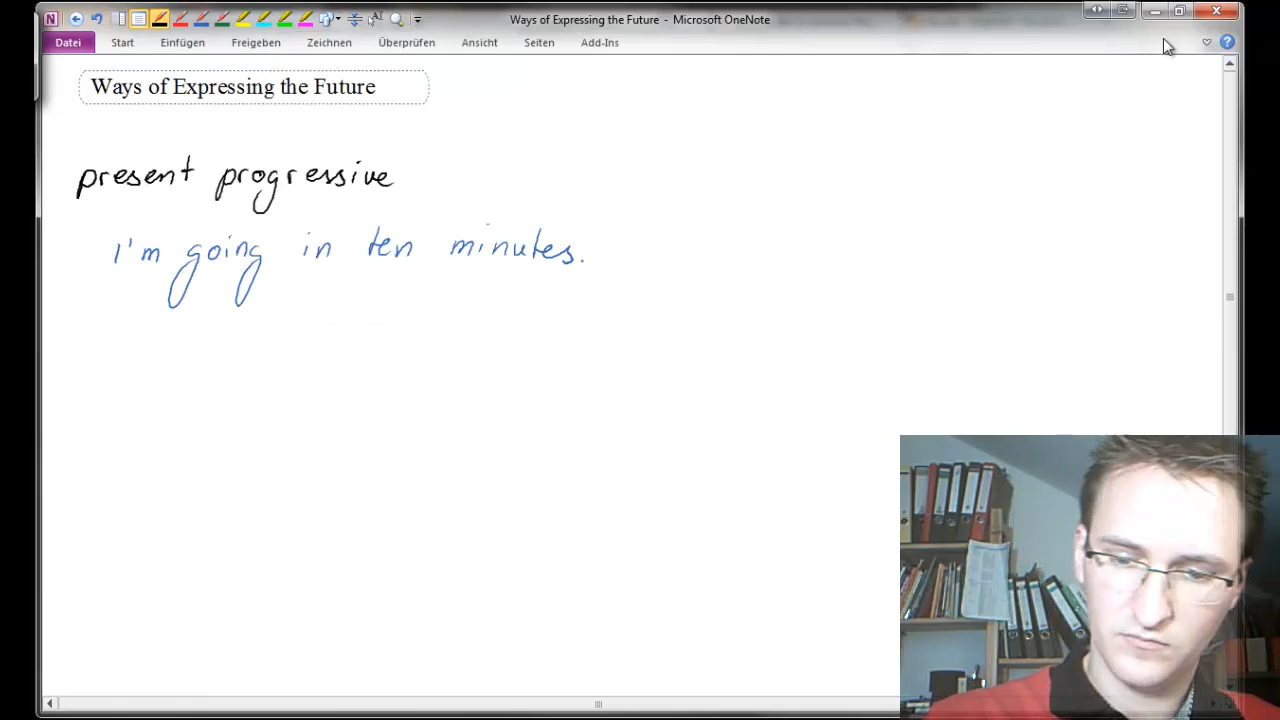 Ways of Expressing the Future - Microsoft OneNote
Datei Start Einfügen Freigeben Zeichnen Überprüfen Ansicht Seiten Add-Ins
Ways of Expressing the Future
present progressive
I'm going in ten minutes.